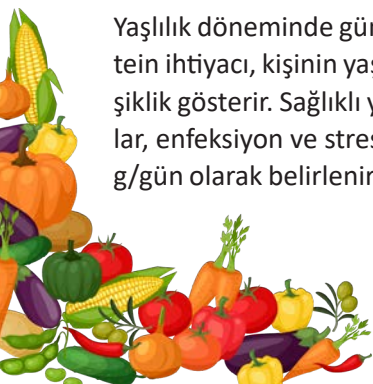 Yaşlılık döneminde gün
tein ihtiyacı, kişinin yaş
şiklik gösterir. Sağlıklı y
lar, enfeksiyon ve stres
g/gün olarak belirlenir